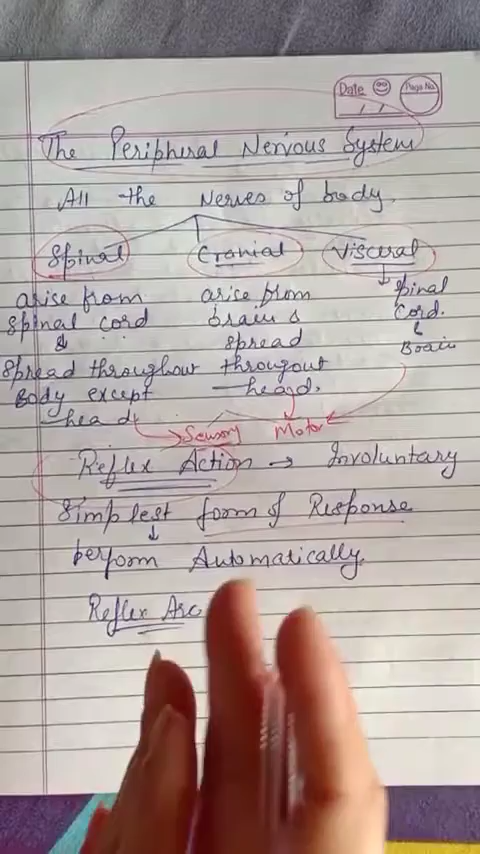 Date Page No.
/ /
The Peripheral Nervous System
All the Nerves of body.
Spinal Cranial Visceral
arise from arise from Spinal
spinal cord brain & Cord.
& spread &
Spread throughout througout Brain
Body except head.
head
Sensory Motor
Reflex Action → Involuntary
Simplest form of Response
↓
perform Automatically.
Reflex Arc